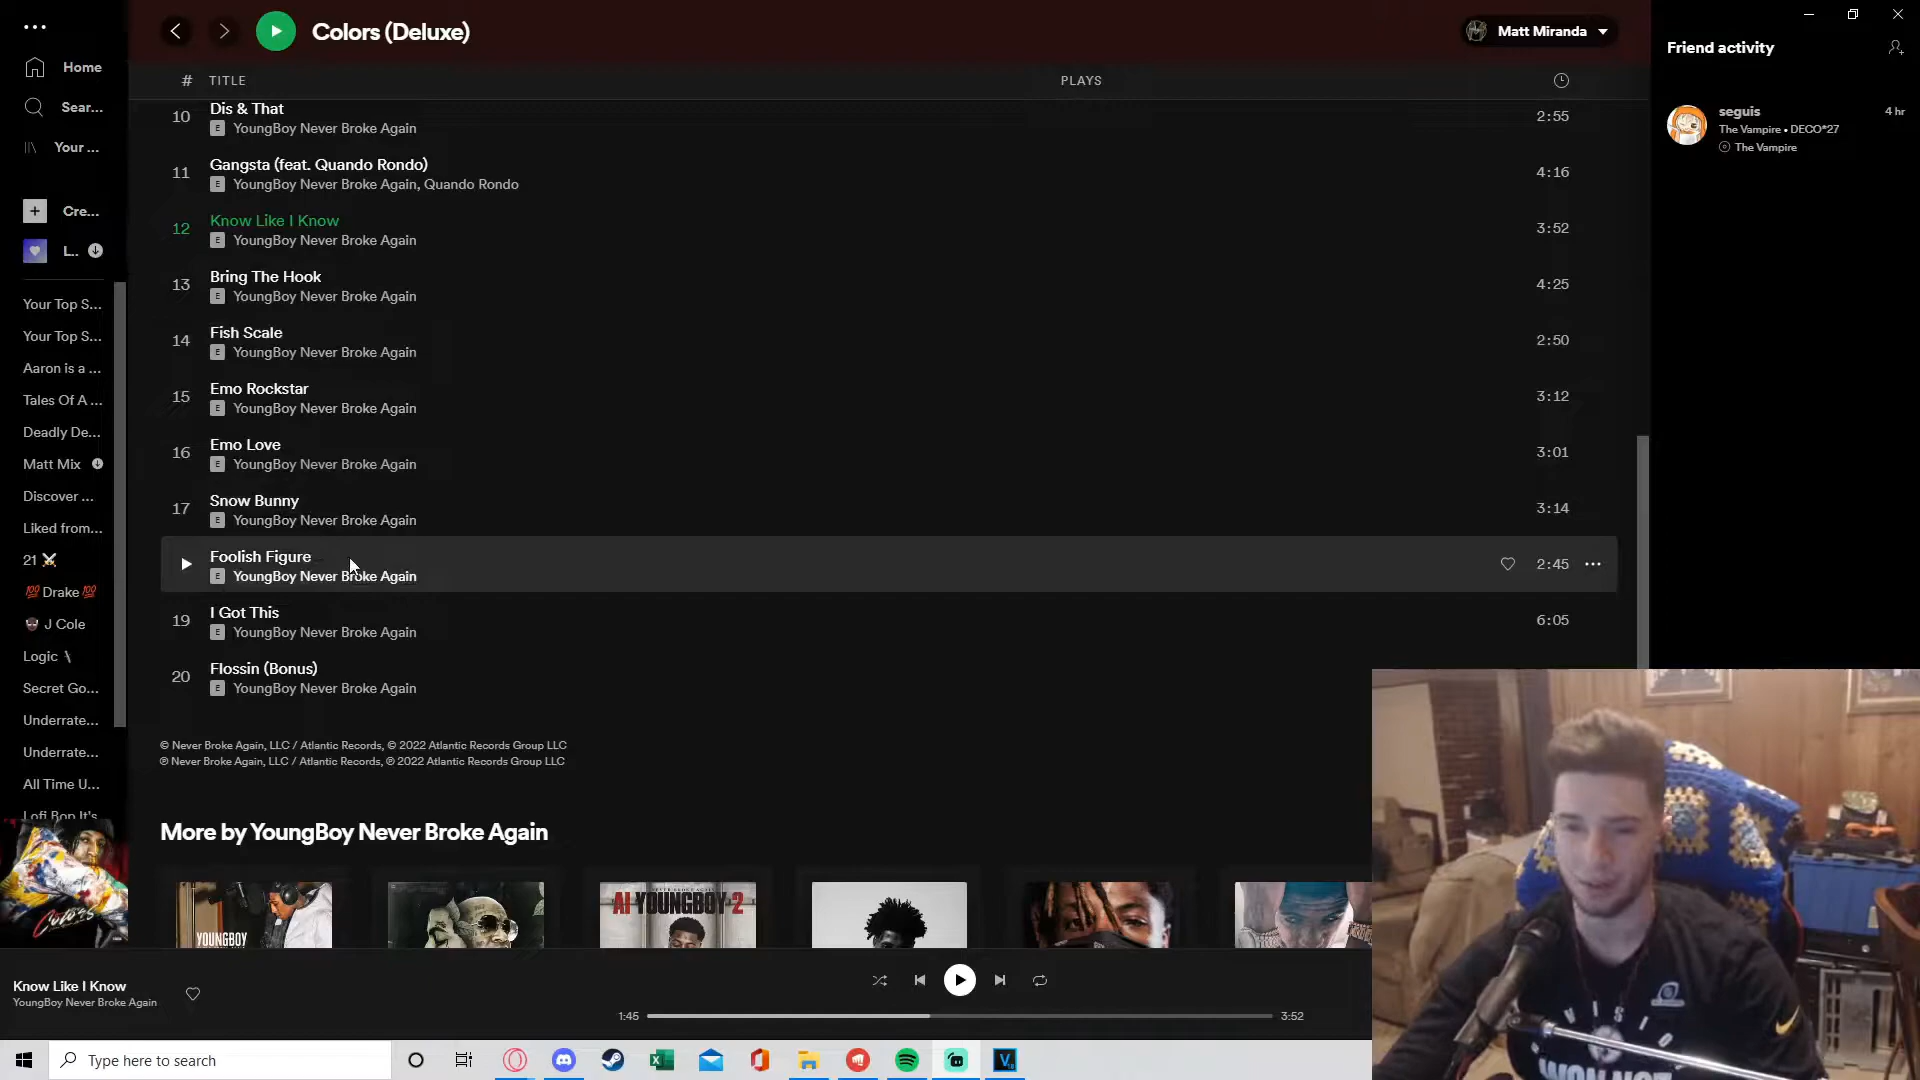 Colors (Deluxe)
Matt Miranda
Friend activity
Home
Sear...
Your ...
Cre...
L..
Your Top S...
Your Top S...
Aaron is a ...
Tales Of A ...
Deadly De...
Matt Mix
Discover ...
Liked from...
21 ⚔
💯 Drake 💯
J Cole
Logic \
Secret Go...
Underrate...
Underrate...
All Time U...
Lofi Bop It's
# TITLE PLAYS
10 Dis & That 2:55
E YoungBoy Never Broke Again
11 Gangsta (feat. Quando Rondo) 4:16
E YoungBoy Never Broke Again, Quando Rondo
12 Know Like I Know 3:52
E YoungBoy Never Broke Again
13 Bring The Hook 4:25
E YoungBoy Never Broke Again
14 Fish Scale 2:50
E YoungBoy Never Broke Again
15 Emo Rockstar 3:12
E YoungBoy Never Broke Again
16 Emo Love 3:01
E YoungBoy Never Broke Again
17 Snow Bunny 3:14
E YoungBoy Never Broke Again
Foolish Figure 2:45
E YoungBoy Never Broke Again
19 I Got This 6:05
E YoungBoy Never Broke Again
20 Flossin (Bonus)
E YoungBoy Never Broke Again
© Never Broke Again, LLC / Atlantic Records, © 2022 Atlantic Records Group LLC
℗ Never Broke Again, LLC / Atlantic Records, ℗ 2022 Atlantic Records Group LLC
More by YoungBoy Never Broke Again
YOUNGBOY
NEVER BROKE AGAIN
AI YOUNGBOY 2
seguis 4 hr
The Vampire • DECO*27
The Vampire
Colors
Know Like I Know
YoungBoy Never Broke Again
1:45
3:52
Type here to search
VISIO
WON NOT